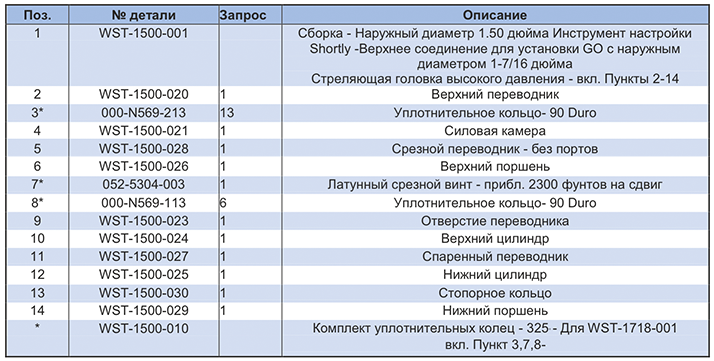 Поз. № детали Запрос Описание
1 WST-1500-001 Сборка - Наружный диаметр 1.50 дюйма Инструмент настройки
Shortly -Верхнее соединение для установки GO с наружным
диаметром 1-7/16 дюйма
Стреляющая головка высокого давления - вкл. Пункты 2-14
2 WST-1500-020 1 Верхний переводник
3* 000-N569-213 13 Уплотнительное кольцо- 90 Duro
4 WST-1500-021 1 Силовая камера
5 WST-1500-028 1 Срезной переводник - без портов
6 WST-1500-026 1 Верхний поршень
7* 052-5304-003 1 Латунный срезной винт - прибл. 2300 фунтов на сдвиг
8* 000-N569-113 6 Уплотнительное кольцо- 90 Duro
9 WST-1500-023 1 Отверстие переводника
10 WST-1500-024 1 Верхний цилиндр
11 WST-1500-027 1 Спаренный переводник
12 WST-1500-025 1 Нижний цилиндр
13 WST-1500-030 1 Стопорное кольцо
14 WST-1500-029 1 Нижний поршень
* WST-1500-010 Комплект уплотнительных колец - 325 - Для WST-1718-001
вкл. Пункт 3,7,8-